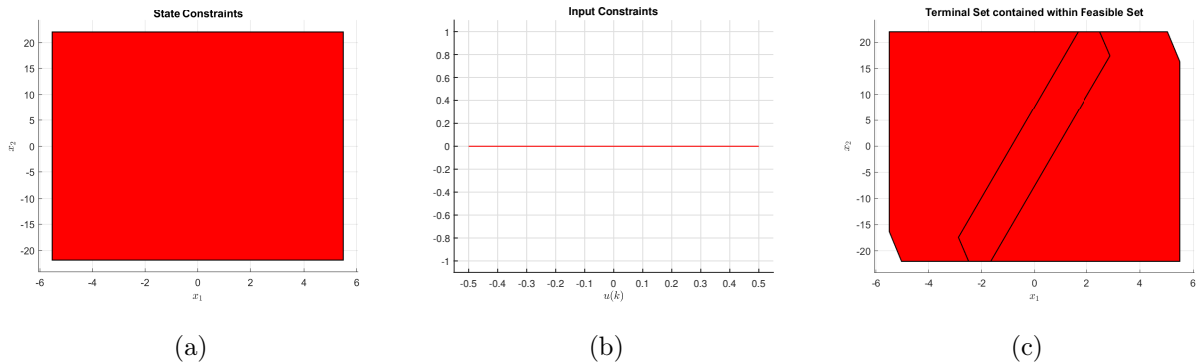 State Constraints
20
15
10
5
0
-5
-10
-15
-20
x2
-6 -4 -2 0 2 4 6
x1
(a)
Input Constraints
1
0.8
0.6
0.4
0.2
0
-0.2
-0.4
-0.6
-0.8
-1
-0.5 -0.4 -0.3 -0.2 -0.1 0 0.1 0.2 0.3 0.4 0.5
u(k)
(b)
Terminal Set contained within Feasible Set
20
15
10
5
0
-5
-10
-15
-20
x2
-6 -4 -2 0 2 4 6
x1
(c)